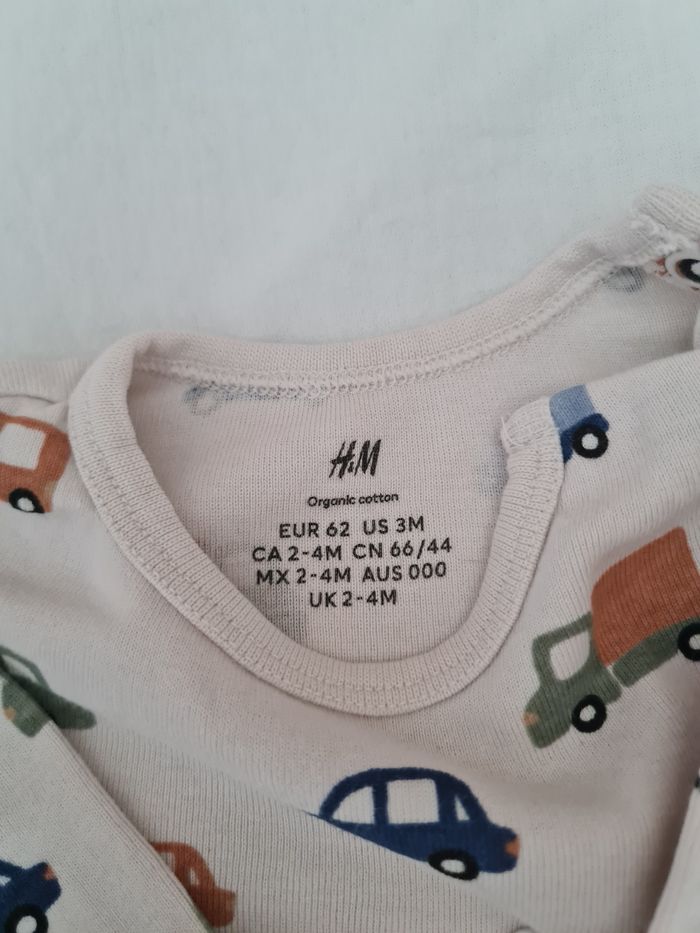 H&M
Organic cotton
EUR 62 US 3M
CA 2-4M CN 66/44
MX 2-4M AUS 000
UK 2-4M